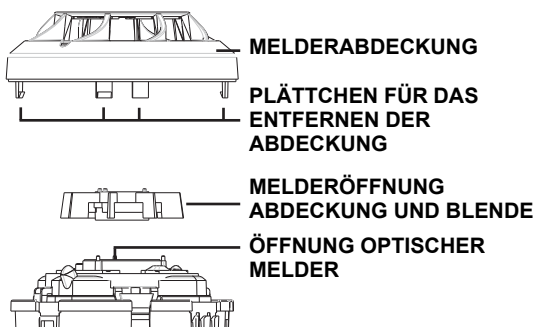 MELDERABDECKUNG
PLÄTTCHEN FÜR DAS
ENTFERNEN DER
ABDECKUNG
MELDERÖFFNUNG
ABDECKUNG UND BLENDE
ÖFFNUNG OPTISCHER
MELDER